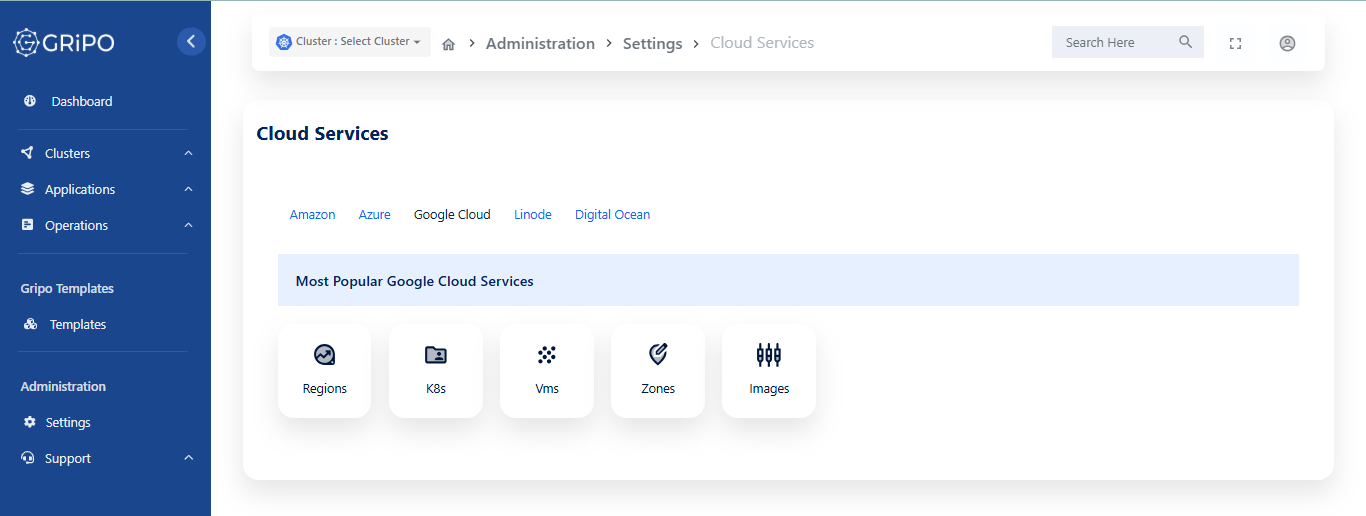 GRiPO
Dashboard
Clusters
Applications
Operations
Gripo Templates
Templates
Administration
Settings
Support
Cluster : Select Cluster
Administration
Settings
Cloud Services
Search Here
Cloud Services
Amazon
Azure
Google Cloud
Linode
Digital Ocean
Most Popular Google Cloud Services
Regions
K8s
Vms
Zones
Images